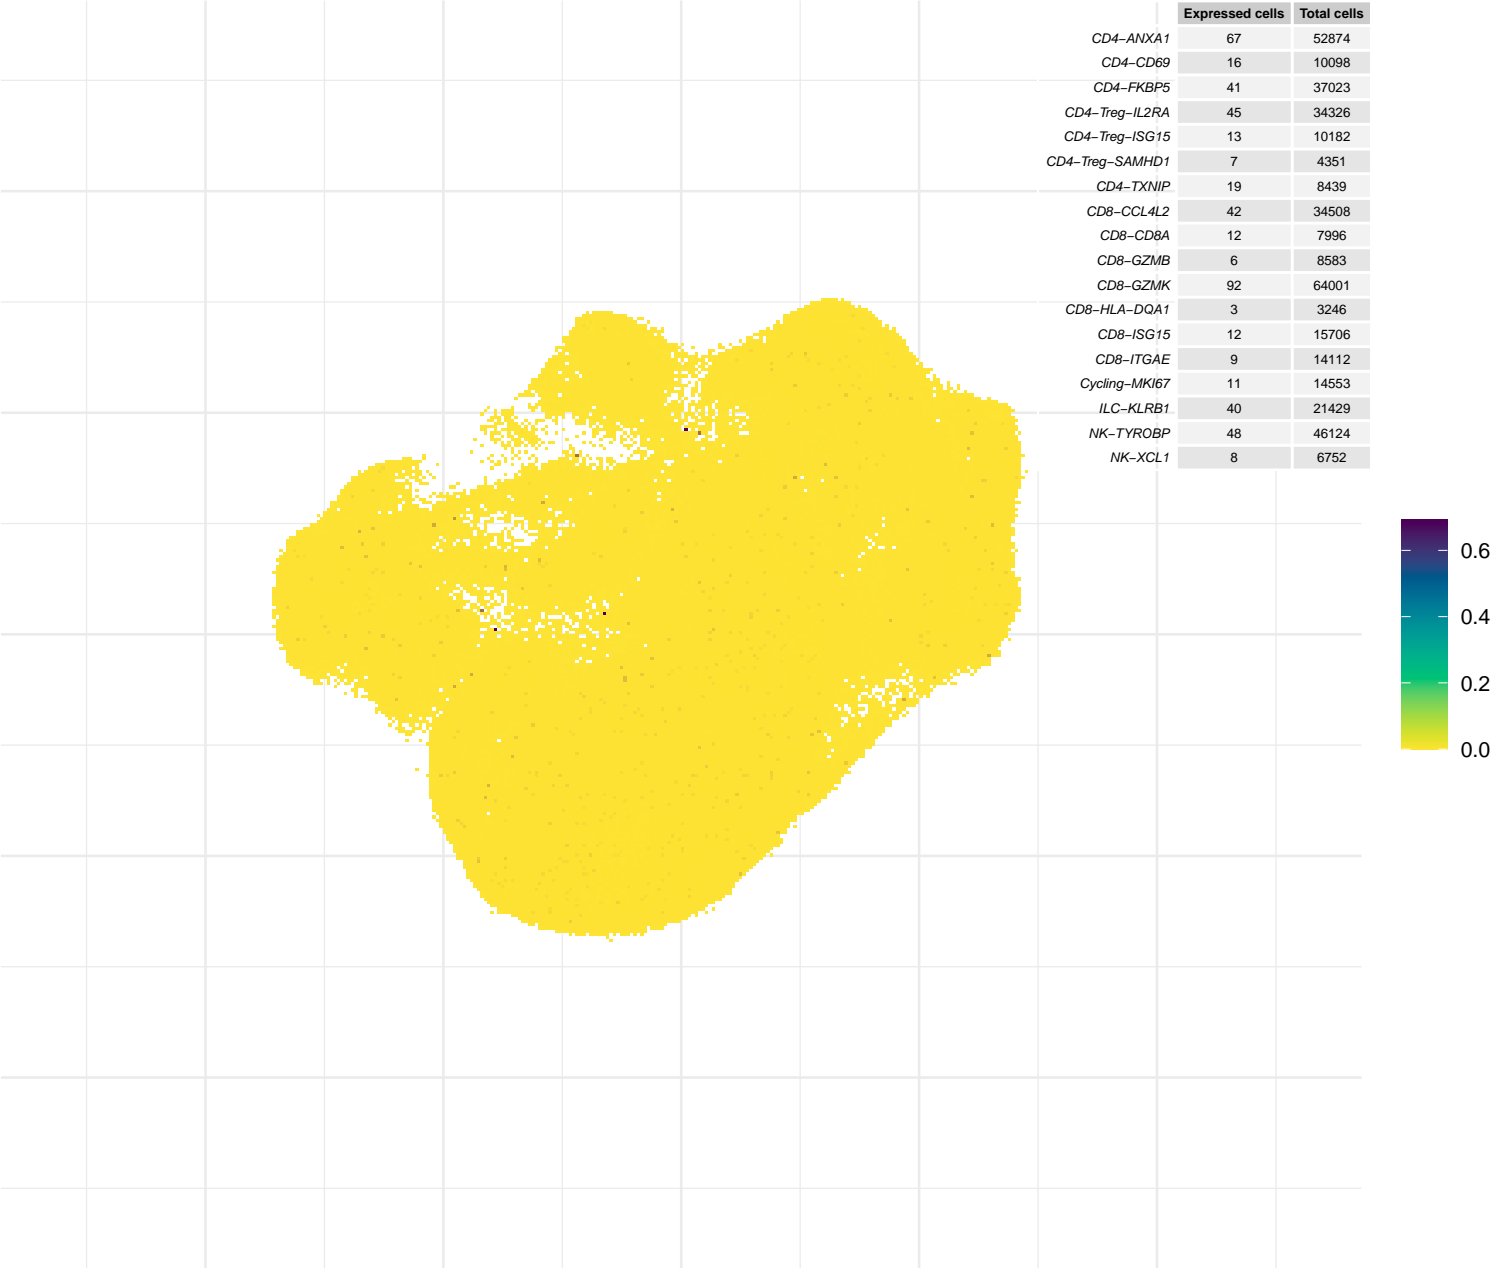 Expressed cells Total cells
CD4−ANXA1 67 52874
CD4−CD69 16 10098
CD4−FKBP5 41 37023
CD4−Treg−IL2RA 45 34326
CD4−Treg−ISG15 13 10182
CD4−Treg−SAMHD1 7 4351
CD4−TXNIP 19 8439
CD8−CCL4L2 42 34508
CD8−CD8A 12 7996
CD8−GZMB 6 8583
CD8−GZMK 92 64001
CD8−HLA−DQA1 3 3246
CD8−ISG15 12 15706
CD8−ITGAE 9 14112
Cycling−MKI67 11 14553
ILC−KLRB1 40 21429
NK−TYROBP 48 46124
NK−XCL1 8 6752
0.6
0.4
0.2
0.0